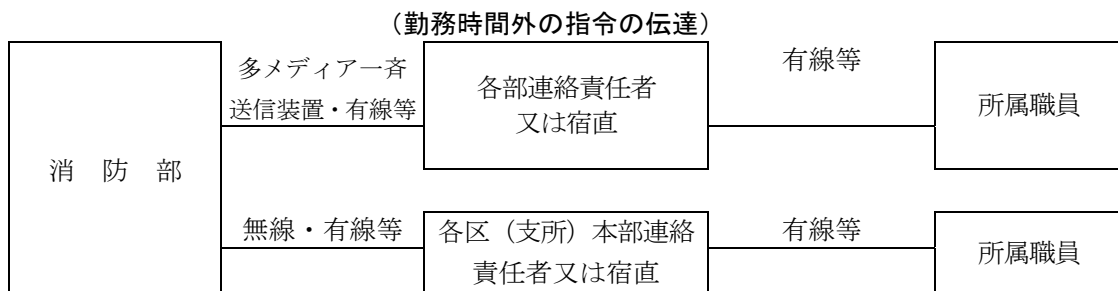 （勤務時間外の指令の伝達）
消　防　部
多メディア一斉
送信装置・有線等
各部連絡責任者
又は宿直
有線等
所属職員
無線・有線等
各区（支所）本部連絡
責任者又は宿直
有線等
所属職員